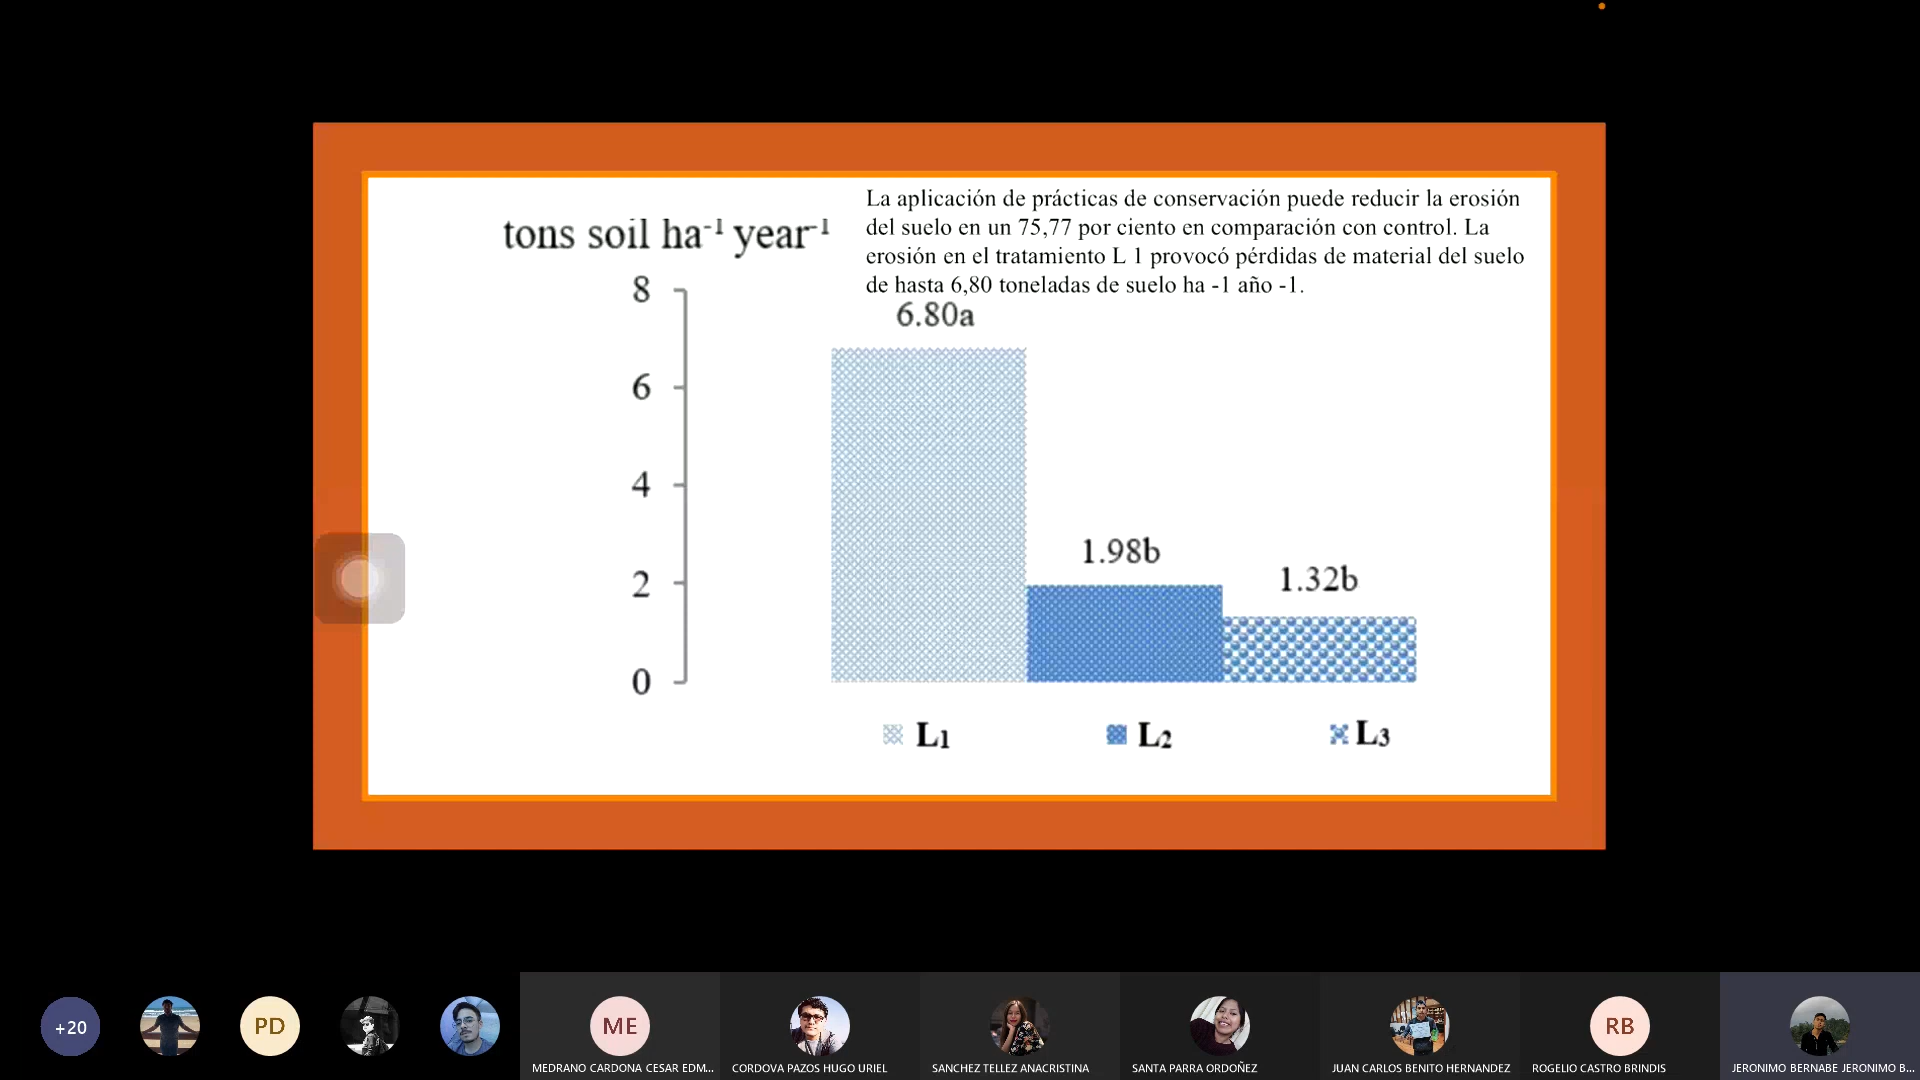 La aplicación de prácticas de conservación puede reducir la erosión
del suelo en un 75,77 por ciento en comparación con control. La
erosión en el tratamiento L 1 provocó pérdidas de material del suelo
de hasta 6,80 toneladas de suelo ha -1 año -1.
tons soil ha⁻¹ year⁻¹
8
6
4
2
0
6.80a
1.98b
1.32b
L₁
L₂
L₃
+20
PD
ME
RB
MEDRANO CARDONA CESAR EDM...
CORDOVA PAZOS HUGO URIEL
SANCHEZ TELLEZ ANACRISTINA
SANTA PARRA ORDOÑEZ
JUAN CARLOS BENITO HERNANDEZ
ROGELIO CASTRO BRINDIS
JERONIMO BERNABE JERONIMO B...